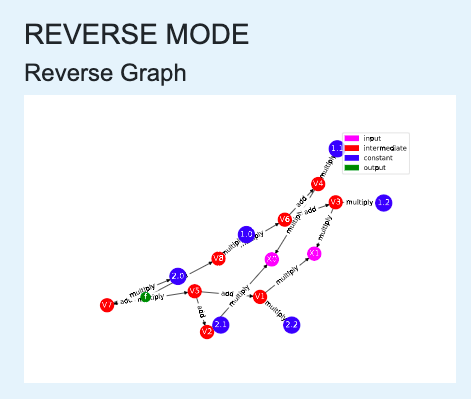 REVERSE MODE
Reverse Graph
input
intermediate
constant
output
1.1
multiply
V4
add
add
V3
multiply
1.2
V6
multiply
multiply
1.0
multiply
V8
X1
2.0
multiply
multiply
V5
add
V1
multiply
multiply
V7
add
V2
2.1
multiply
2.2